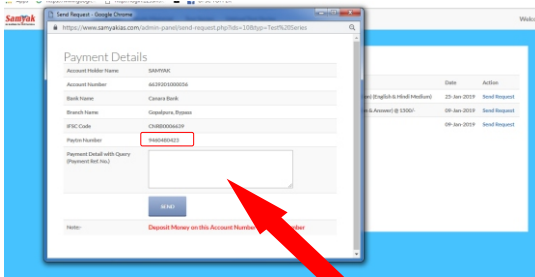 Send Request - Google Chrome
https://www.samyakias.com/admin-panel/send-request.php?ids=10&typ=Test%20Series
SamYak
Welco
Payment Details
Account Holder Name SAMYAK
Account Number 6639201000056
Bank Name Canara Bank
Branch Name Gopalpura, Bypass
IFSC Code CNRB0006639
Paytm Number 9460480423
Payment Detail with Query
(Payment Ref. No.)
SEND
Note:- Deposit Money on this Account Number
Date Action
(English & Hindi Medium) 25-Jan-2019 Send Request
& Answer) @ 5300/- 09-Jan-2019 Send Request
09-Jan-2019 Send Request